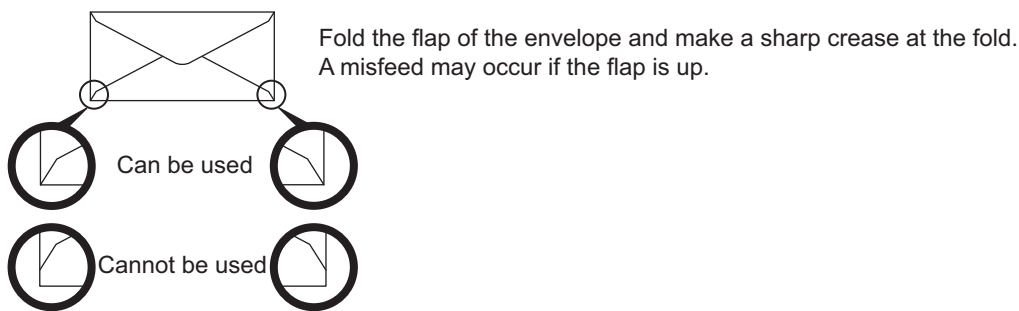 Fold the flap of the envelope and make a sharp crease at the fold.
A misfeed may occur if the flap is up.
Can be used
Cannot be used